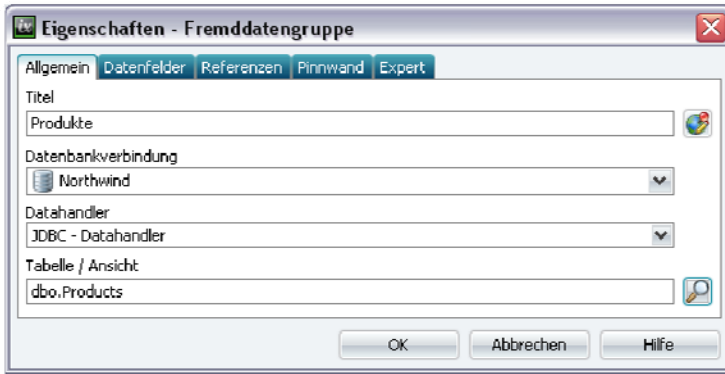 ix Eigenschaften - Fremddatengruppe
Allgemein Datenfelder Referenzen Pinnwand Expert
Titel
Produkte
Datenbankverbindung
Northwind
Datahandler
JDBC - Datahandler
Tabelle / Ansicht
dbo.Products
OK Abbrechen Hilfe